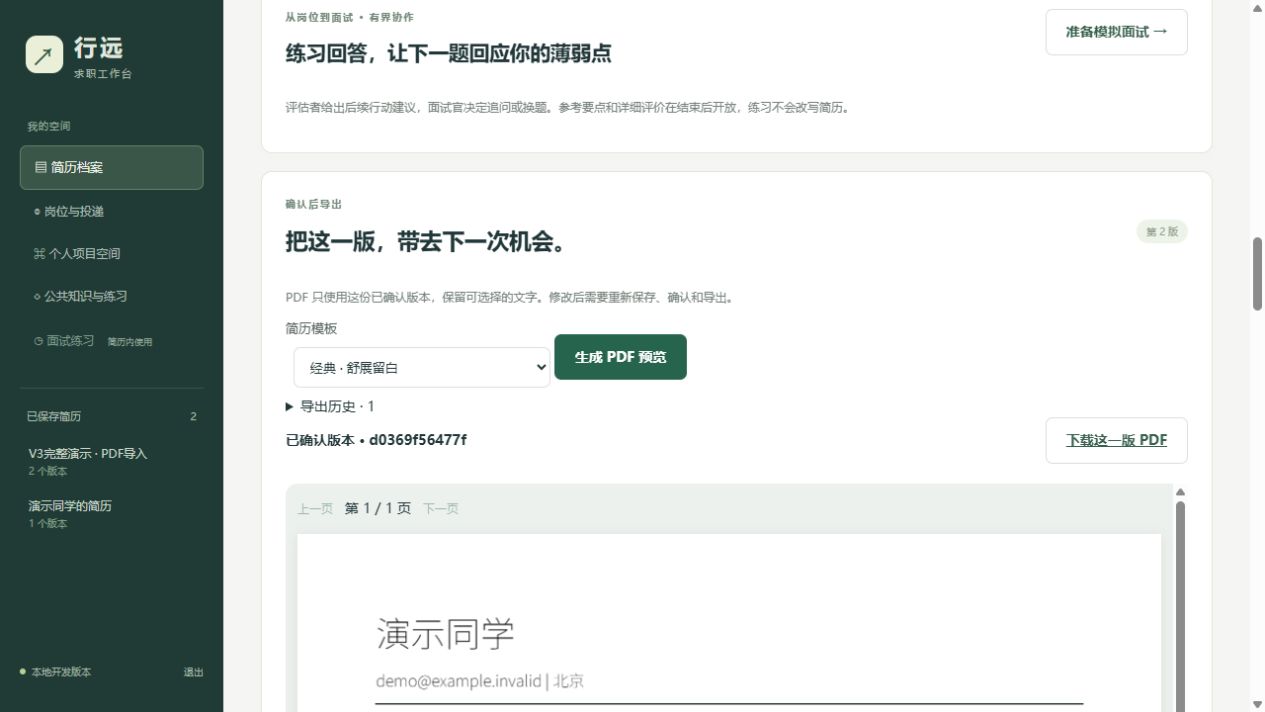 行远
求职工作台
我的空间
简历档案
岗位与投递
个人项目空间
公共知识与练习
面试练习 简历内使用
已保存简历 2
V3完整演示 · PDF导入
2 个版本
演示同学的简历
1 个版本
本地开发版本 退出
从岗位到面试 • 有界协作
练习回答，让下一题回应你的薄弱点
准备模拟面试 →
评估者给出后续行动建议，面试官决定追问或换题。参考要点和详细评价在结束后开放，练习不会改写简历。
确认后导出
把这一版，带去下一次机会。
第 2 版
PDF 只使用这份已确认版本，保留可选择的文字。修改后需要重新保存、确认和导出。
简历模板
经典 · 舒展留白
生成 PDF 预览
导出历史 · 1
已确认版本 • d0369f56477f
下载这一版 PDF
上一页 第 1 / 1 页 下一页
演示同学
demo@example.invalid | 北京